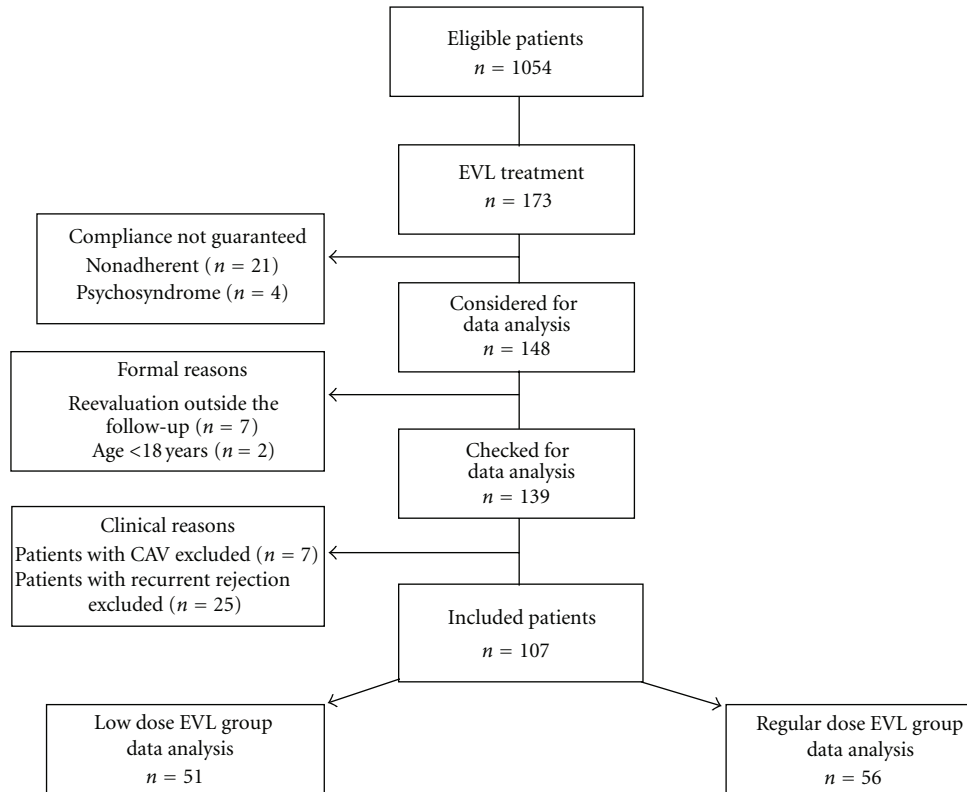 Eligible patients
n = 1054
EVL treatment
n = 173
Compliance not guaranteed
Nonadherent (n = 21)
Psychosyndrome (n = 4)
Considered for
data analysis
n = 148
Formal reasons
Reevaluation outside the
follow-up (n = 7)
Age <18 years (n = 2)
Checked for
data analysis
n = 139
Clinical reasons
Patients with CAV excluded (n = 7)
Patients with recurrent rejection
excluded (n = 25)
Included patients
n = 107
Low dose EVL group
data analysis
n = 51
Regular dose EVL group
data analysis
n = 56